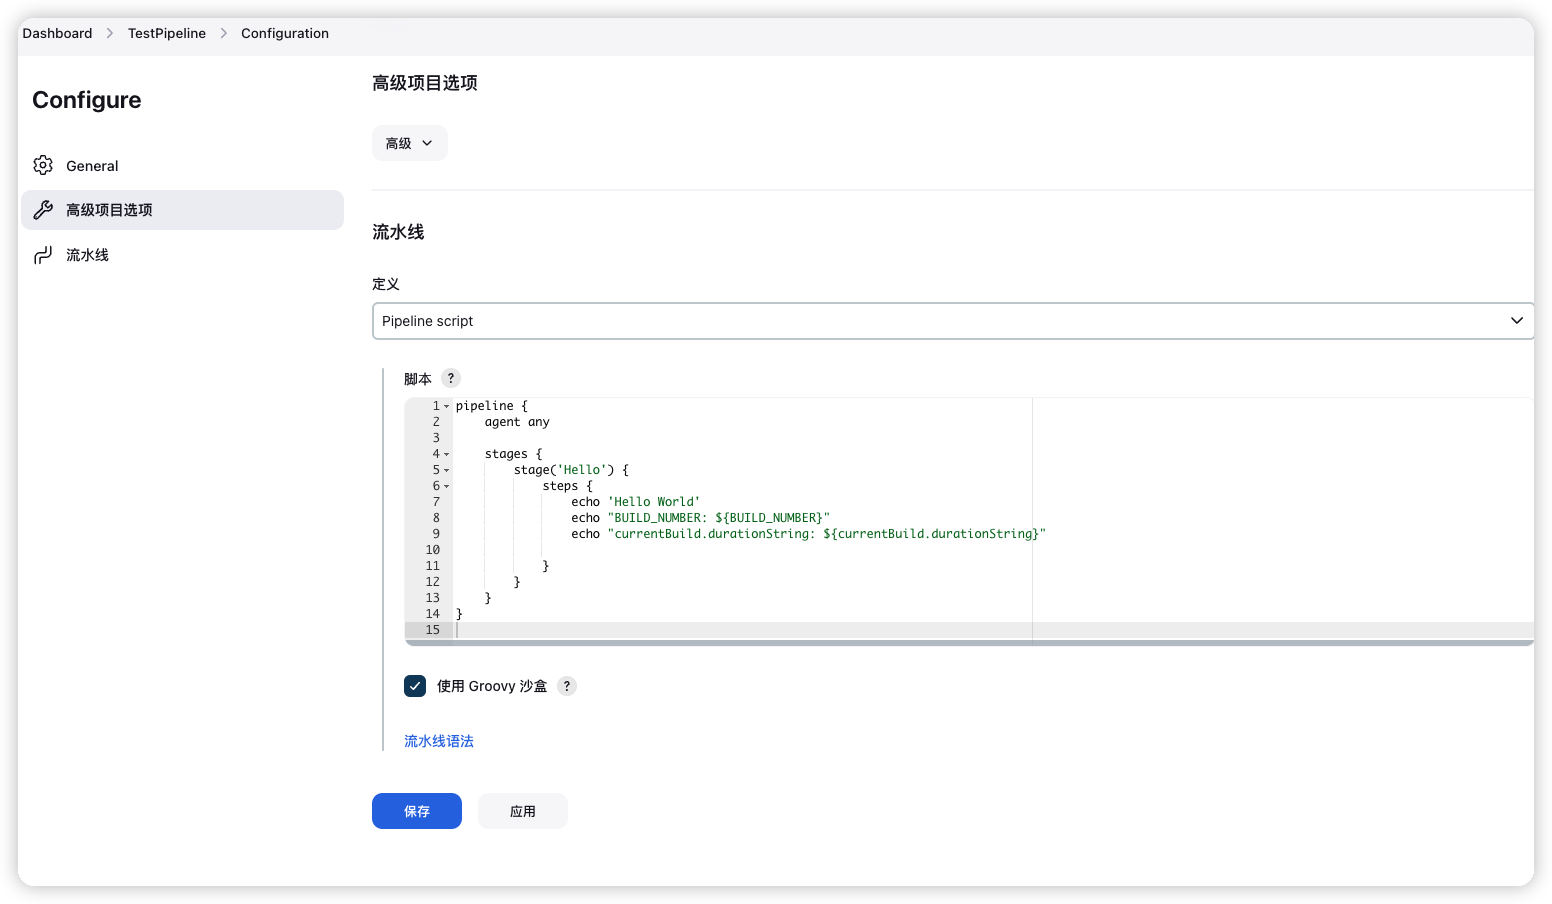 Dashboard > TestPipeline > Configuration
Configure
General
高级项目选项
流水线
高级项目选项
高级
流水线
定义
Pipeline script
脚本 ?
1 pipeline {
2     agent any
3
4     stages {
5         stage('Hello') {
6             steps {
7                 echo 'Hello World'
8                 echo "BUILD_NUMBER: ${BUILD_NUMBER}"
9                 echo "currentBuild.durationString: ${currentBuild.durationString}"
10
11             }
12         }
13     }
14 }
15
使用 Groovy 沙盒 ?
流水线语法
保存 应用